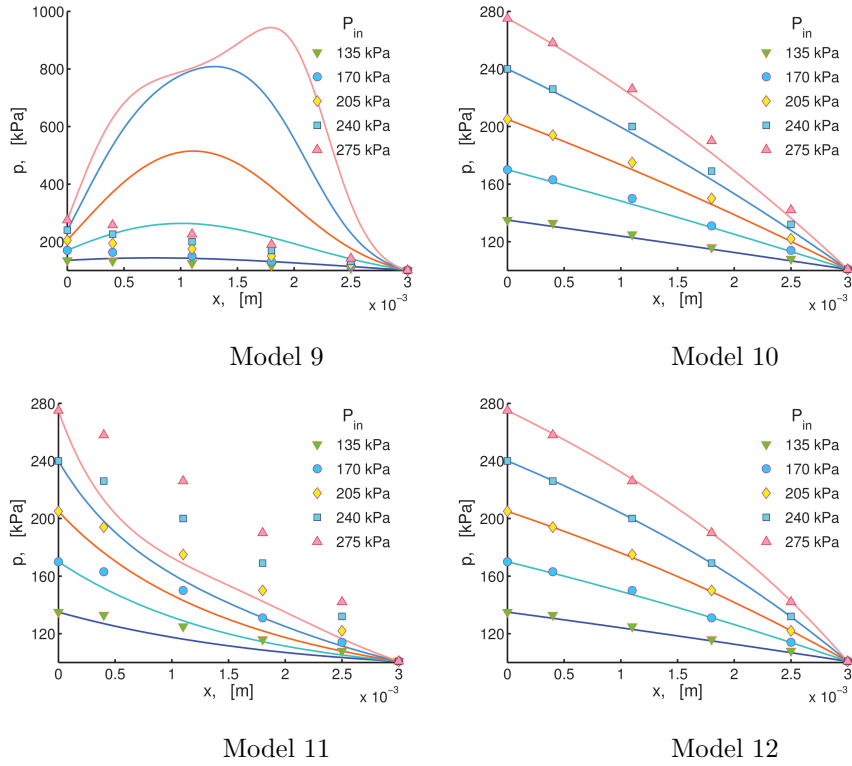 1000
800
600
400
200
p, [kPa]
P_in
135 kPa
170 kPa
205 kPa
240 kPa
275 kPa
0 0.5 1 1.5 2 2.5 3
x, [m]
x 10⁻³
Model 9
280
240
200
160
120
p, [kPa]
P_in
135 kPa
170 kPa
205 kPa
240 kPa
275 kPa
0 0.5 1 1.5 2 2.5 3
x, [m]
x 10⁻³
Model 10
280
240
200
160
120
p, [kPa]
P_in
135 kPa
170 kPa
205 kPa
240 kPa
275 kPa
0 0.5 1 1.5 2 2.5 3
x, [m]
x 10⁻³
Model 11
280
240
200
160
120
p, [kPa]
P_in
135 kPa
170 kPa
205 kPa
240 kPa
275 kPa
0 0.5 1 1.5 2 2.5 3
x, [m]
x 10⁻³
Model 12